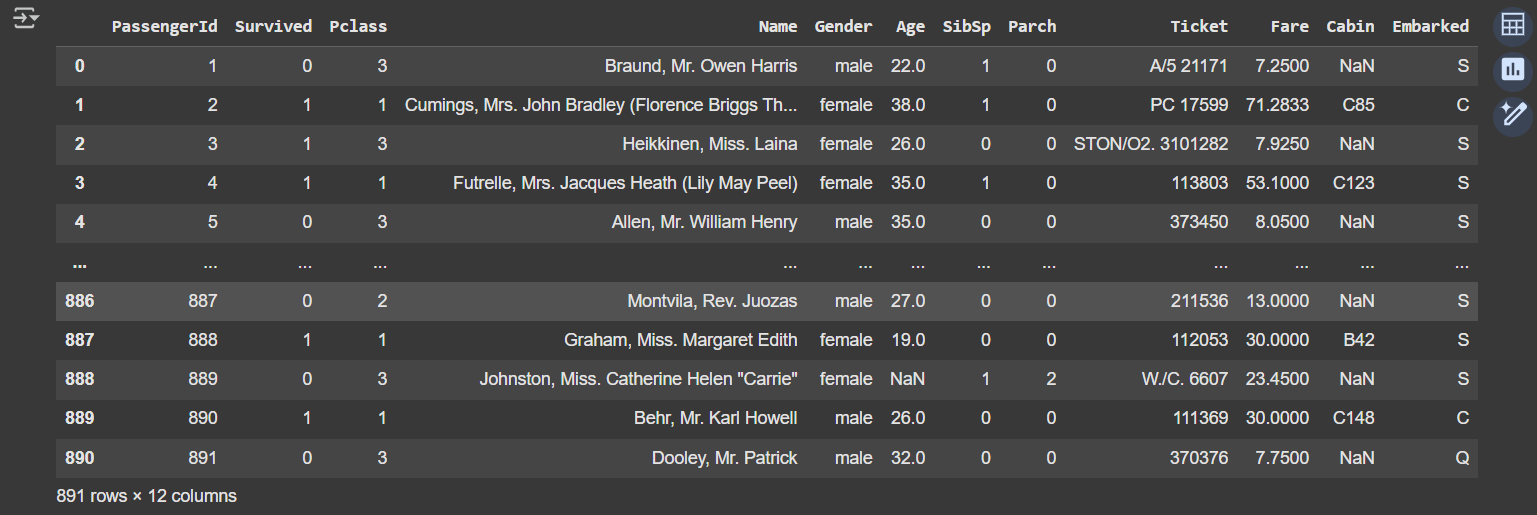 PassengerId Survived Pclass Name Gender Age SibSp Parch Ticket Fare Cabin Embarked
0 1 0 3 Braund, Mr. Owen Harris male 22.0 1 0 A/5 21171 7.2500 NaN S
1 2 1 1 Cumings, Mrs. John Bradley (Florence Briggs Th... female 38.0 1 0 PC 17599 71.2833 C85 C
2 3 1 3 Heikkinen, Miss. Laina female 26.0 0 0 STON/O2. 3101282 7.9250 NaN S
3 4 1 1 Futrelle, Mrs. Jacques Heath (Lily May Peel) female 35.0 1 0 113803 53.1000 C123 S
4 5 0 3 Allen, Mr. William Henry male 35.0 0 0 373450 8.0500 NaN S
... ... ... ... ... ... ... ... ... ... ... ... ...
886 887 0 2 Montvila, Rev. Juozas male 27.0 0 0 211536 13.0000 NaN S
887 888 1 1 Graham, Miss. Margaret Edith female 19.0 0 0 112053 30.0000 B42 S
888 889 0 3 Johnston, Miss. Catherine Helen "Carrie" female NaN 1 2 W./C. 6607 23.4500 NaN S
889 890 1 1 Behr, Mr. Karl Howell male 26.0 0 0 111369 30.0000 C148 C
890 891 0 3 Dooley, Mr. Patrick male 32.0 0 0 370376 7.7500 NaN Q
891 rows × 12 columns